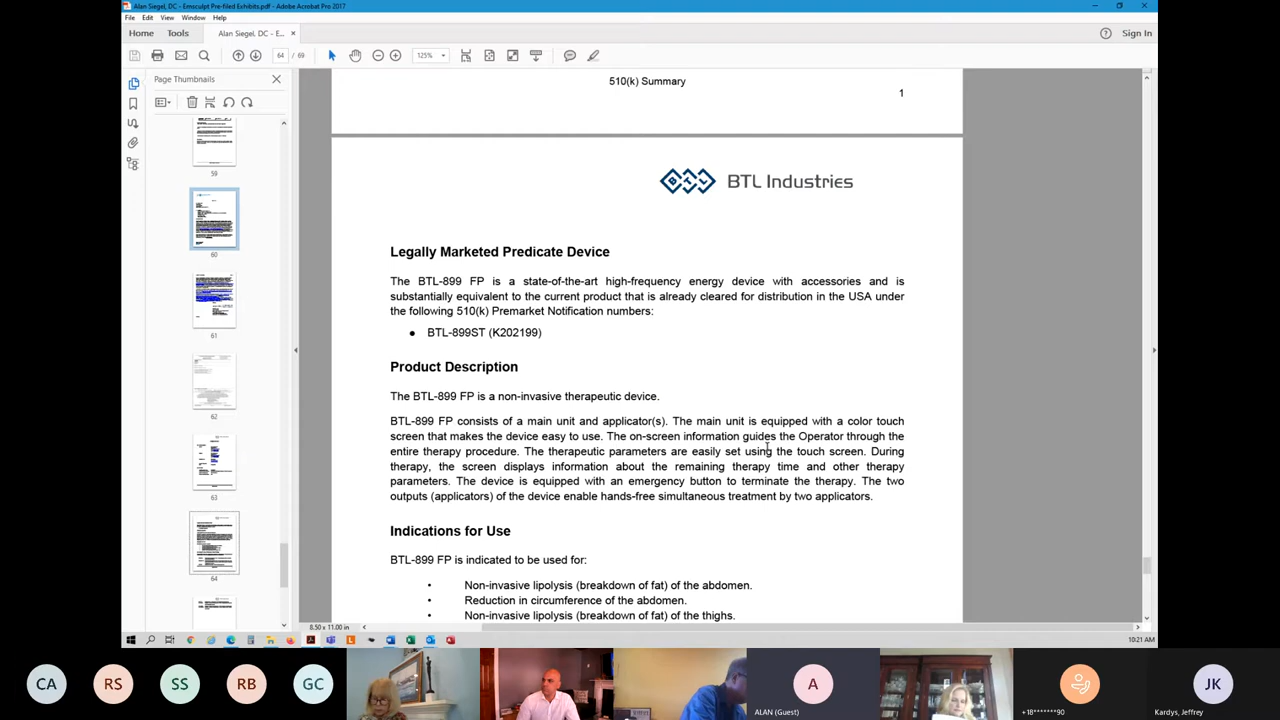 Alan Siegel, DC - Emsculpt Pre-filed Exhibits.pdf - Adobe Acrobat Pro 2017
File Edit View Window Help
Home Tools Alan Siegel, DC - E... × Sign In
64 / 69 125%
Page Thumbnails
59
60
61
62
63
64
510(k) Summary
1
BTL Industries
Legally Marketed Predicate Device
The BTL-899 FP is a state-of-the-art high-frequency energy device with accessories and is
substantially equivalent to the current product that is already cleared for distribution in the USA under
the following 510(k) Premarket Notification numbers:
● BTL-899ST (K202199)
Product Description
The BTL-899 FP is a non-invasive therapeutic device.
BTL-899 FP consists of a main unit and applicator(s). The main unit is equipped with a color touch
screen that makes the device easy to use. The on-screen information guides the Operator through the
entire therapy procedure. The therapeutic parameters are easily set using the touch screen. During
therapy, the screen displays information about the remaining therapy time and other therapy
parameters. The device is equipped with an emergency button to terminate the therapy. The two
outputs (applicators) of the device enable hands-free simultaneous treatment by two applicators.
Indications for Use
BTL-899 FP is indicated to be used for:
• Non-invasive lipolysis (breakdown of fat) of the abdomen.
• Reduction in circumference of the abdomen.
• Non-invasive lipolysis (breakdown of fat) of the thighs.
8.50 x 11.00 in
10:21 AM
CA RS SS RB GC A JK
ALAN (Guest) +18*******90 Kardys, Jeffrey